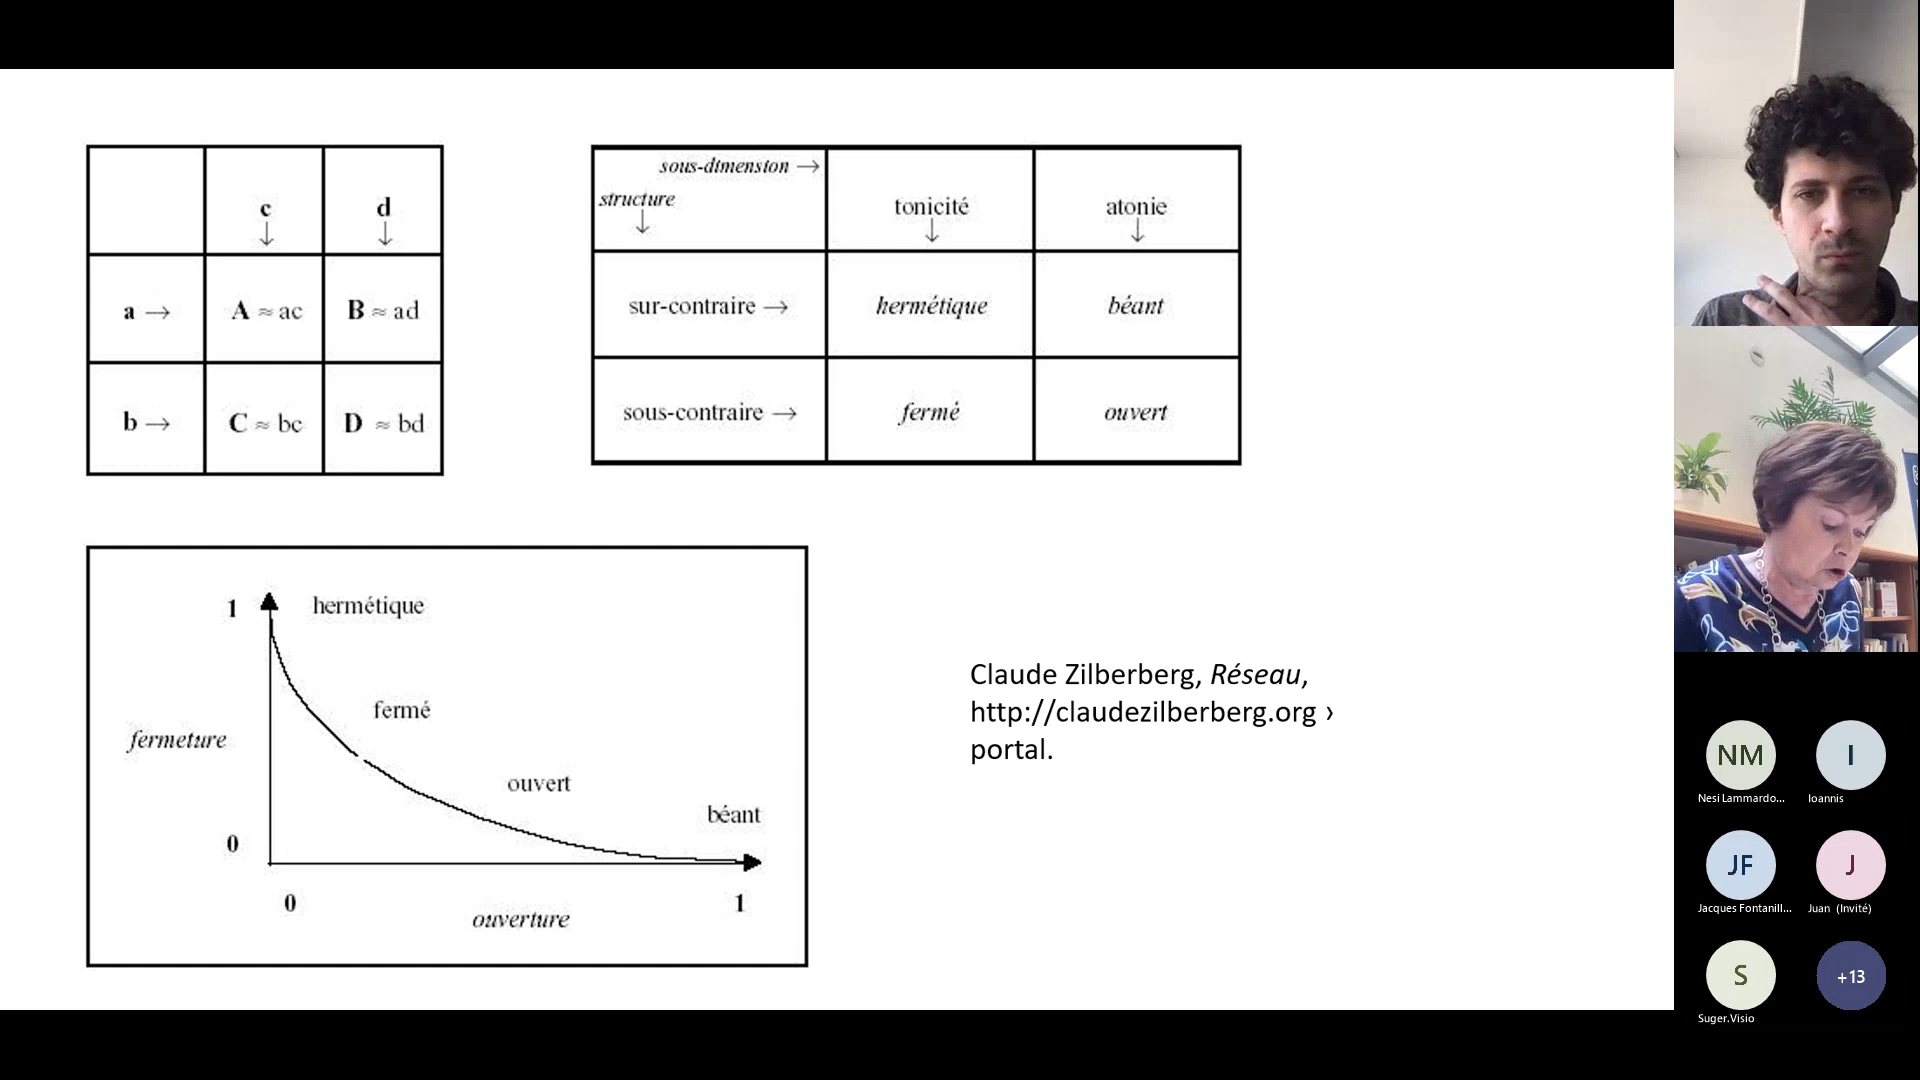 c
d
↓
↓
a →
A ≈ ac
B ≈ ad
b →
C ≈ bc
D ≈ bd
sous-dimension →
structure
↓
tonicité
↓
atonie
↓
sur-contraire →
hermétique
béant
sous-contraire →
fermé
ouvert
1
hermétique
fermé
fermeture
ouvert
béant
0
0
1
ouverture
Claude Zilberberg, Réseau,
http://claudezilberberg.org ›
portal.
NM
I
Nesi Lammardo...
Ioannis
JF
J
Jacques Fontanill...
Juan (Invité)
S
+13
Suger.Visio